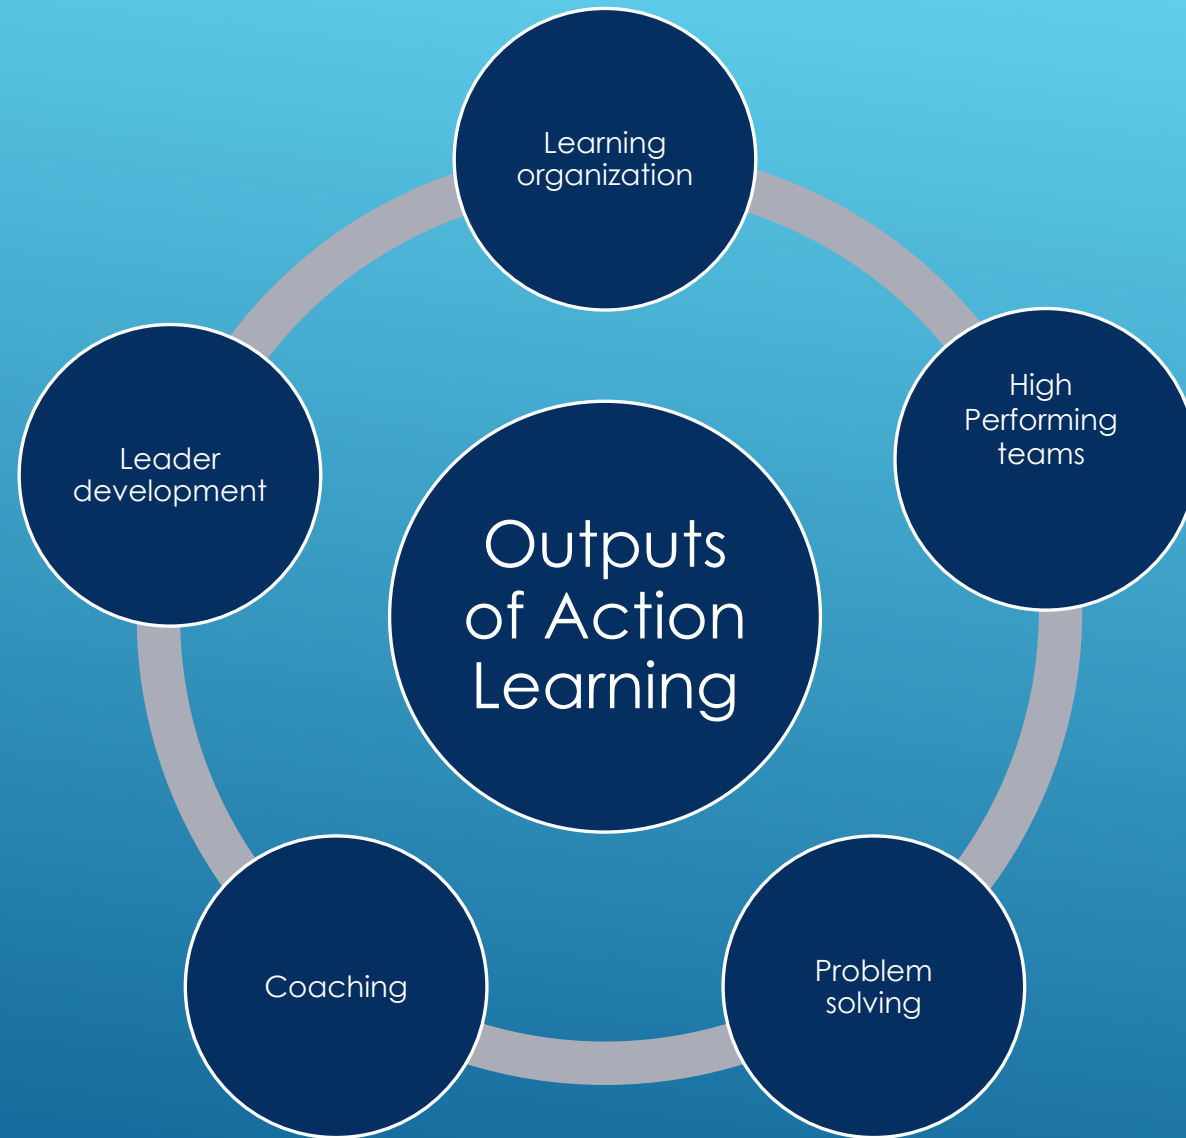 Learning
organization
High
Performing
teams
Leader
development
Outputs
of Action
Learning
Coaching
Problem
solving